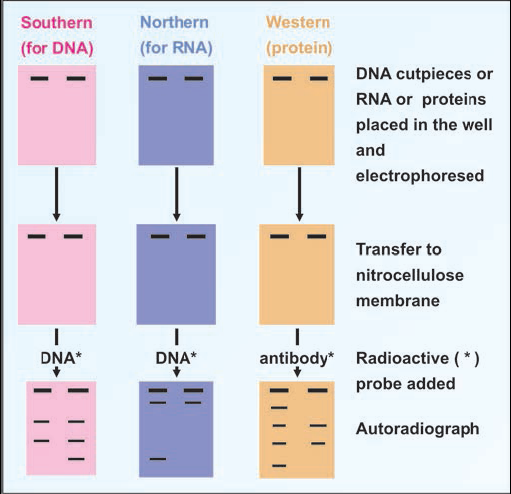 Southern
(for DNA)
Northern
(for RNA)
Western
(protein)
DNA cutpieces or
RNA or proteins
placed in the well
and
electrophoresed
Transfer to
nitrocellulose
membrane
DNA*
DNA*
antibody*
Radioactive ( * )
probe added
Autoradiograph